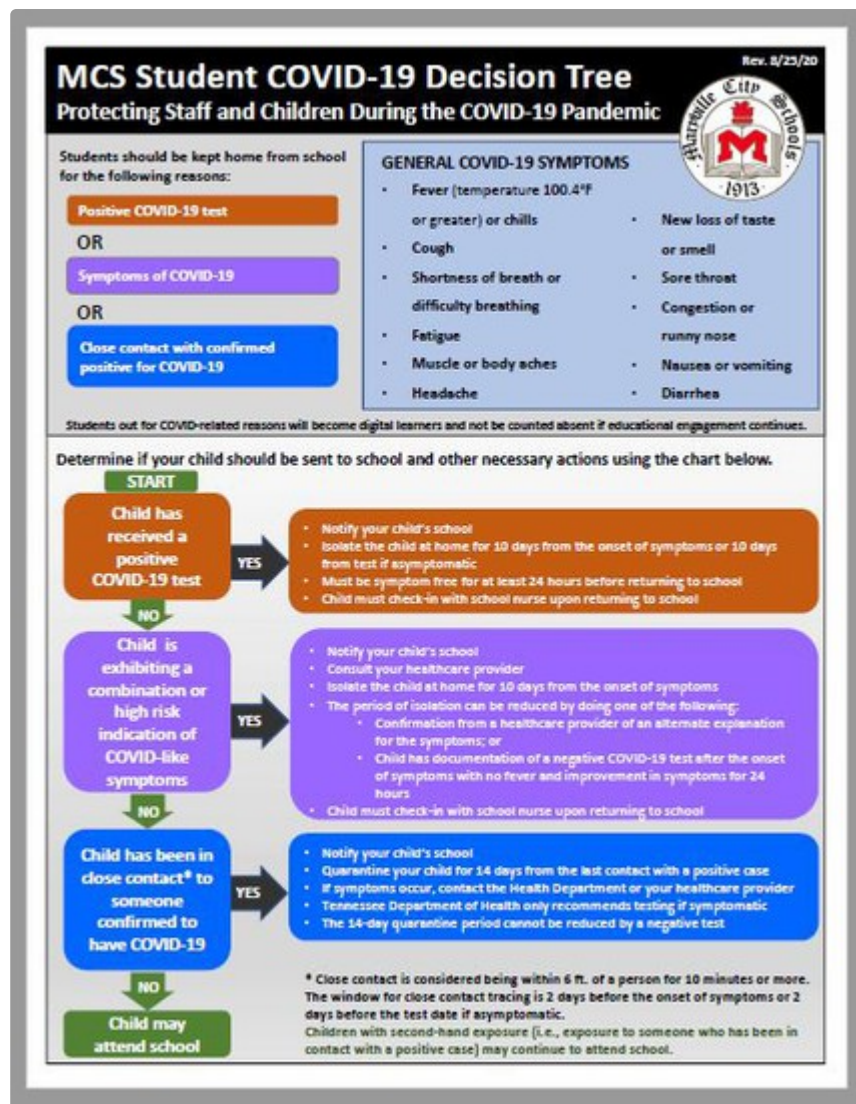 Rev. 8/23/20
MCS Student COVID-19 Decision Tree
Protecting Staff and Children During the COVID-19 Pandemic
Maryville City Schools
M
·1913·
Students should be kept home from school
for the following reasons:
Positive COVID-19 test
OR
Symptoms of COVID-19
OR
Close contact with confirmed
positive for COVID-19
GENERAL COVID-19 SYMPTOMS
• Fever (temperature 100.4°F
or greater) or chills
• Cough
• Shortness of breath or
difficulty breathing
• Fatigue
• Muscle or body aches
• Headache
• New loss of taste
or smell
• Sore throat
• Congestion or
runny nose
• Nausea or vomiting
• Diarrhea
Students out for COVID-related reasons will become digital learners and not be counted absent if educational engagement continues.
Determine if your child should be sent to school and other necessary actions using the chart below.
START
Child has
received a
positive
COVID-19 test
YES
• Notify your child's school
• Isolate the child at home for 10 days from the onset of symptoms or 10 days
from test if asymptomatic
• Must be symptom free for at least 24 hours before returning to school
• Child must check-in with school nurse upon returning to school
NO
Child is
exhibiting a
combination or
high risk
indication of
COVID-like
symptoms
YES
• Notify your child's school
• Consult your healthcare provider
• Isolate the child at home for 10 days from the onset of symptoms
• The period of isolation can be reduced by doing one of the following:
• Confirmation from a healthcare provider of an alternate explanation
for the symptoms; or
• Child has documentation of a negative COVID-19 test after the onset
of symptoms with no fever and improvement in symptoms for 24
hours
• Child must check-in with school nurse upon returning to school
NO
Child has been in
close contact* to
someone
confirmed to
have COVID-19
YES
• Notify your child's school
• Quarantine your child for 14 days from the last contact with a positive case
• If symptoms occur, contact the Health Department or your healthcare provider
• Tennessee Department of Health only recommends testing if symptomatic
• The 14-day quarantine period cannot be reduced by a negative test
NO
Child may
attend school
* Close contact is considered being within 6 ft. of a person for 10 minutes or more.
The window for close contact tracing is 2 days before the onset of symptoms or 2
days before the test date if asymptomatic.
Children with second-hand exposure (i.e., exposure to someone who has been in
contact with a positive case) may continue to attend school.